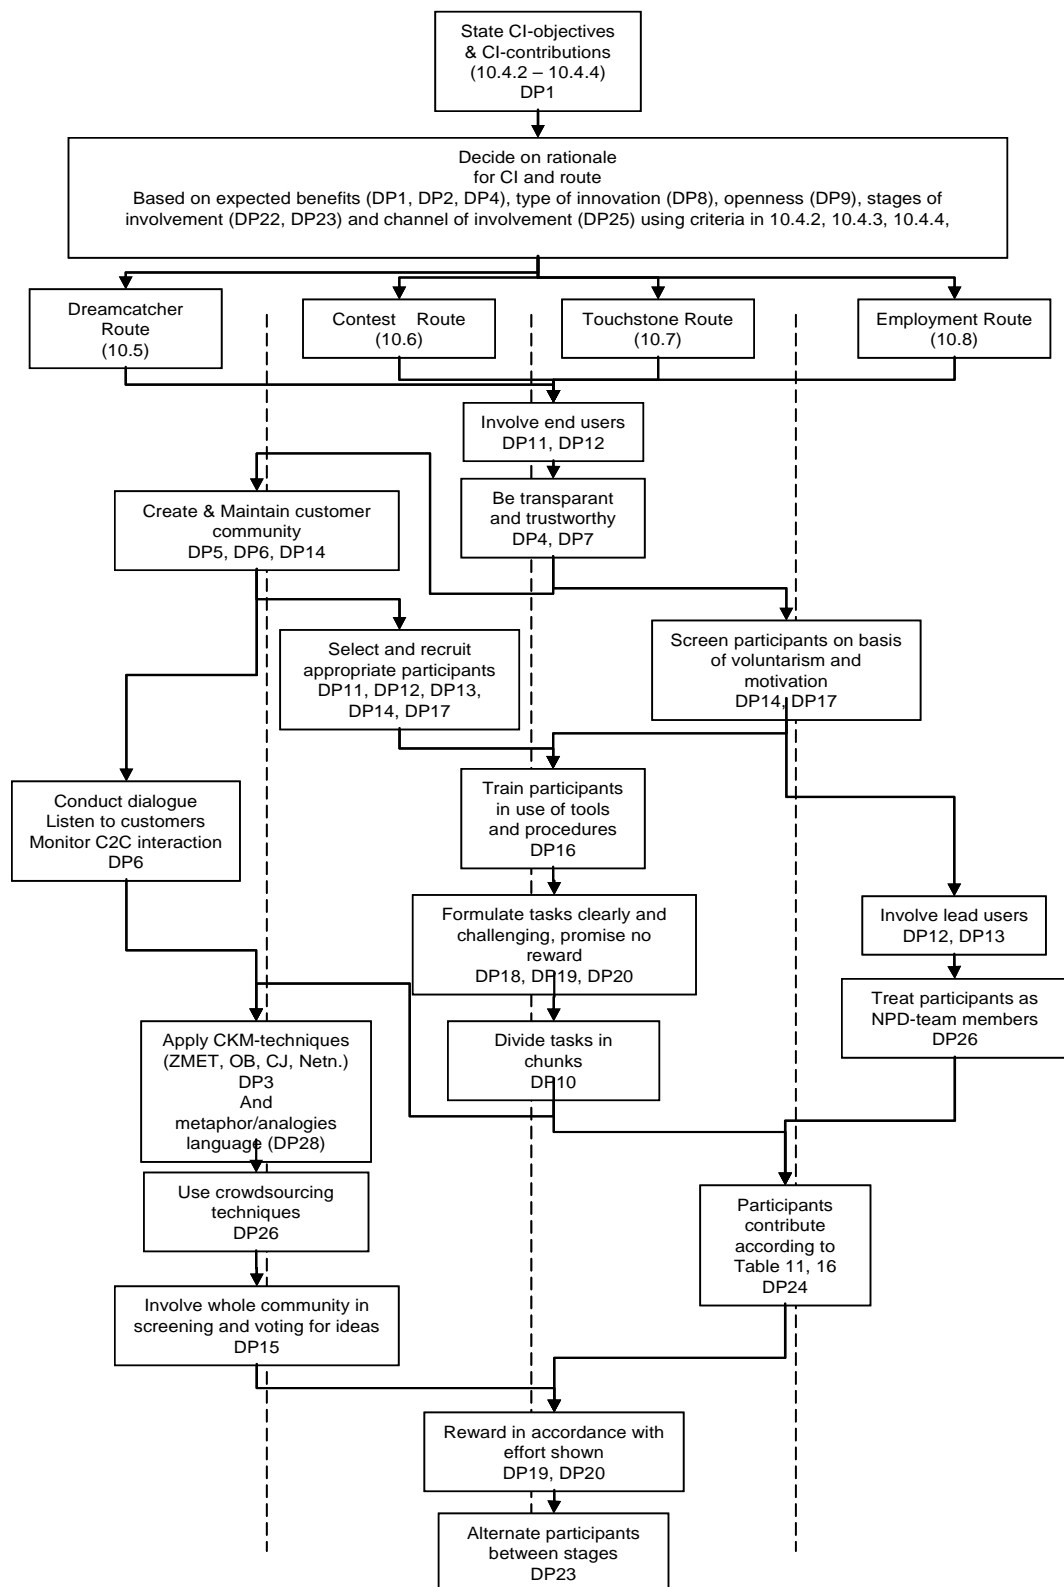 State CI-objectives
& CI-contributions
(10.4.2 – 10.4.4)
DP1
Decide on rationale
for CI and route
Based on expected benefits (DP1, DP2, DP4), type of innovation (DP8), openness (DP9), stages of
involvement (DP22, DP23) and channel of involvement (DP25) using criteria in 10.4.2, 10.4.3, 10.4.4,
Dreamcatcher
Route
(10.5)
Contest Route
(10.6)
Touchstone Route
(10.7)
Employment Route
(10.8)
Involve end users
DP11, DP12
Be transparant
and trustworthy
DP4, DP7
Create & Maintain customer
community
DP5, DP6, DP14
Select and recruit
appropriate participants
DP11, DP12, DP13,
DP14, DP17
Screen participants on basis
of voluntarism and
motivation
DP14, DP17
Conduct dialogue
Listen to customers
Monitor C2C interaction
DP6
Train participants
in use of tools
and procedures
DP16
Formulate tasks clearly and
challenging, promise no
reward
DP18, DP19, DP20
Involve lead users
DP12, DP13
Treat participants as
NPD-team members
DP26
Apply CKM-techniques
(ZMET, OB, CJ, Netn.)
DP3
And
metaphor/analogies
language (DP28)
Divide tasks in
chunks
DP10
Use crowdsourcing
techniques
DP26
Participants
contribute
according to
Table 11, 16
DP24
Involve whole community in
screening and voting for ideas
DP15
Reward in accordance with
effort shown
DP19, DP20
Alternate participants
between stages
DP23